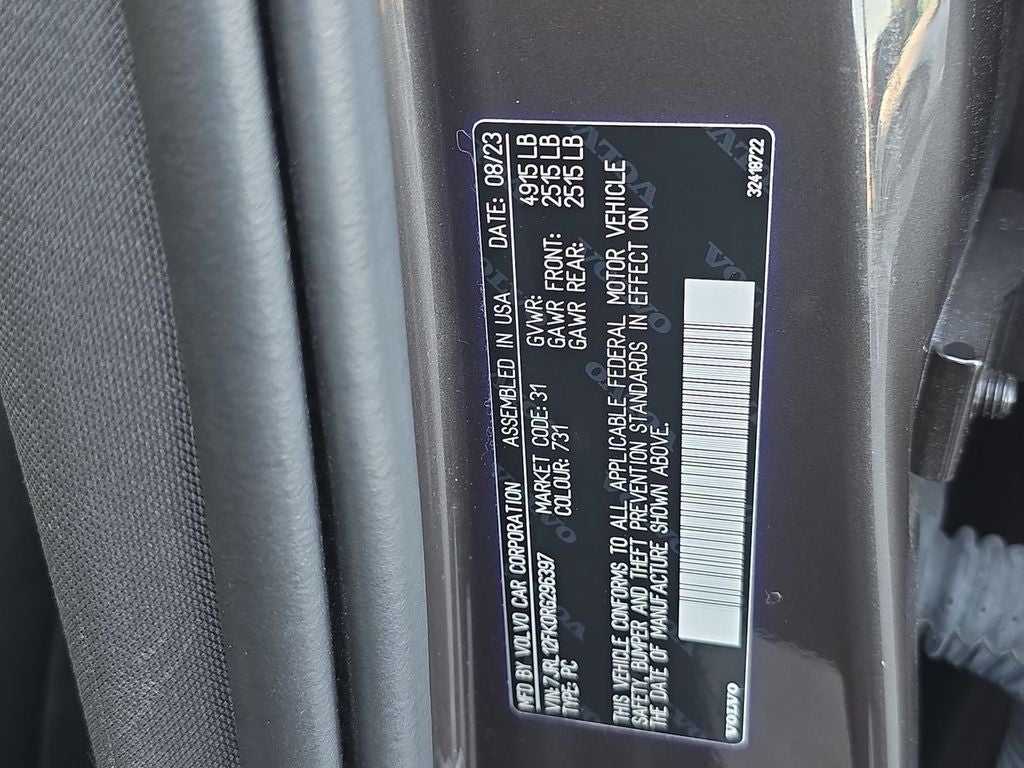 MFD BY VOLVO CAR CORPORATION ASSEMBLED IN USA DATE: 08/23
VIN: 7JRL12FK0RG296397
TYPE: PC
MARKET CODE: 31
COLOUR: 731
GVWR: 4915 LB
GAWR FRONT: 2515 LB
GAWR REAR: 2515 LB
THIS VEHICLE CONFORMS TO ALL APPLICABLE FEDERAL MOTOR VEHICLE
SAFETY, BUMPER AND THEFT PREVENTION STANDARDS IN EFFECT ON
THE DATE OF MANUFACTURE SHOWN ABOVE.
VOLVO
32418722